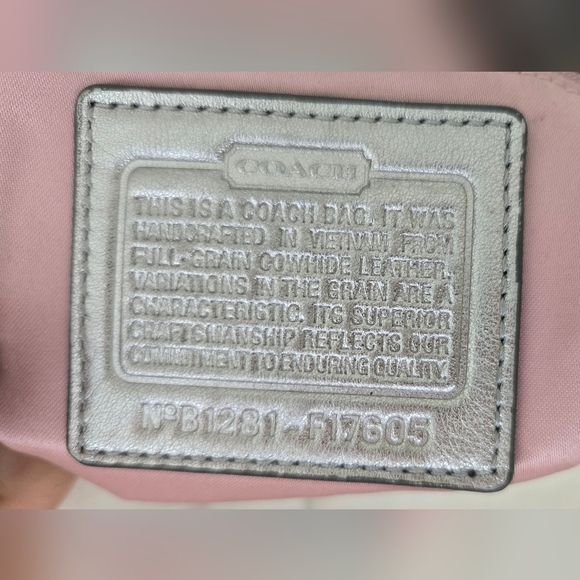 COACH
THIS IS A COACH BAG. IT WAS
HANDCRAFTED IN VIETNAM FROM
FULL-GRAIN COWHIDE LEATHER.
VARIATIONS IN THE GRAIN ARE A
CHARACTERISTIC. ITS SUPERIOR
CRAFTSMANSHIP REFLECTS OUR
COMMITMENT TO ENDURING QUALITY.
NºB1281-F17605